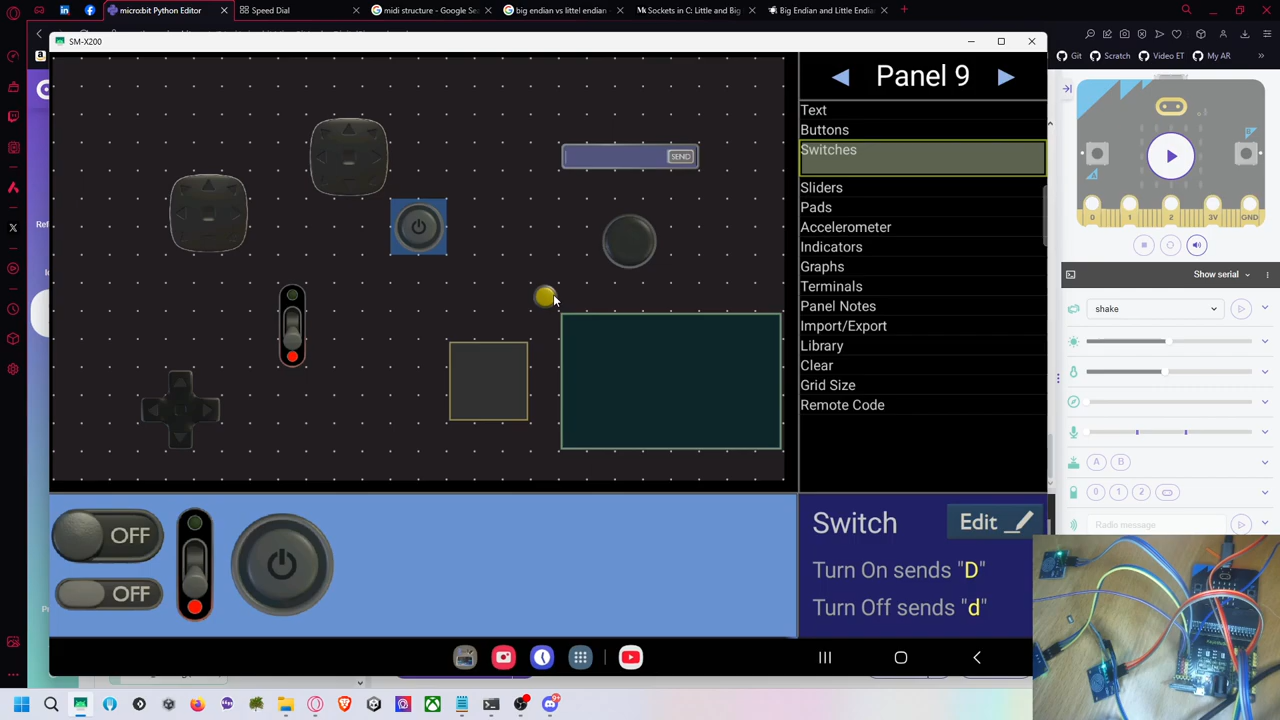 microbit Python Editor
Speed Dial
midi structure - Google Se
big endian vs littel endian -
Sockets in C: Little and Big
Big Endian and Little Endian
SM-X200
Git
Scratch
Video ET
My AR
SEND
Panel 9
Text
Buttons
Switches
Sliders
Pads
Accelerometer
Indicators
Graphs
Terminals
Panel Notes
Import/Export
Library
Clear
Grid Size
Remote Code
0 1 2 3V GND
Show serial
shake
A B
0 1 2
Radio message
OFF
OFF
Switch
Edit
Turn On sends "D"
Turn Off sends "d"
9+